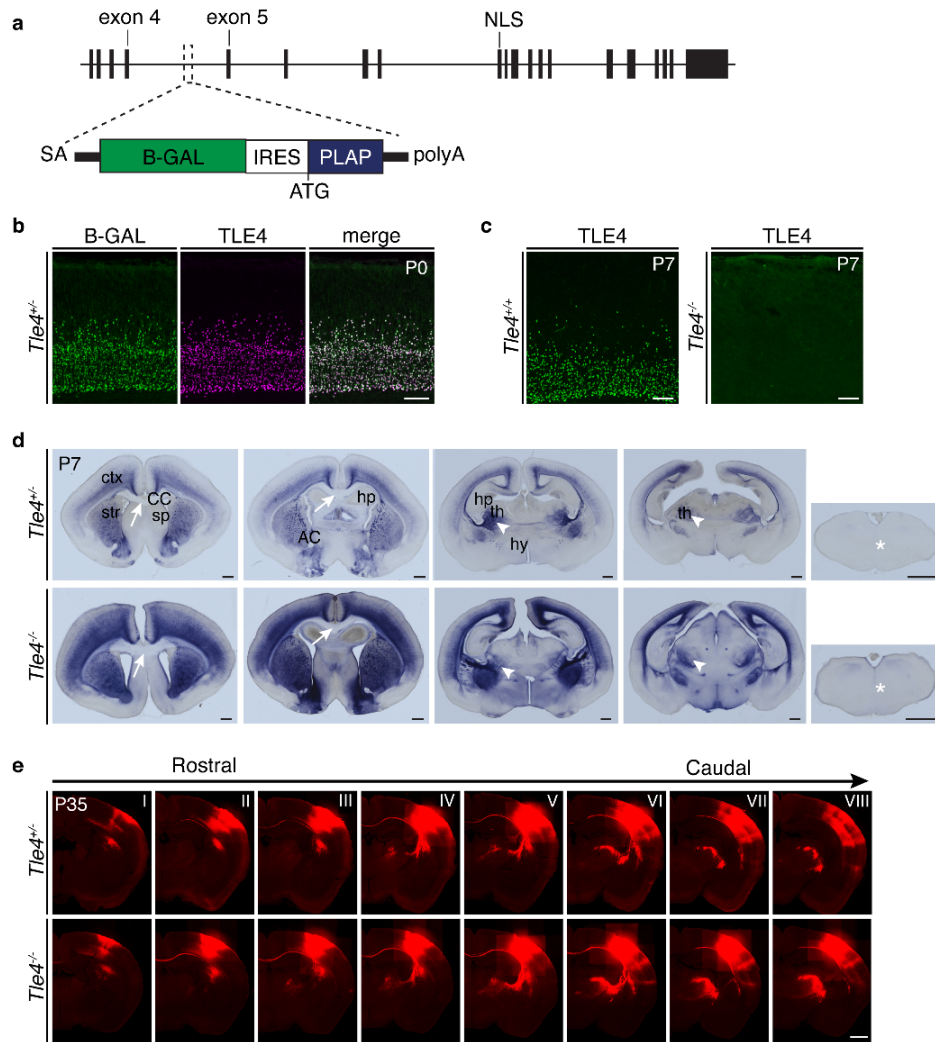 a
exon 4 exon 5 NLS
SA B-GAL IRES PLAP polyA
ATG
b
B-GAL TLE4 merge
Tle4+/-
P0
c
TLE4 TLE4
Tle4+/+
P7
Tle4-/-
P7
d
Tle4+/-
P7
ctx
CC
str sp
hp
AC
hp
th
hy
th
*
Tle4-/-
*
e
Rostral Caudal
Tle4+/-
P35 I II III IV V VI VII VIII
Tle4-/-